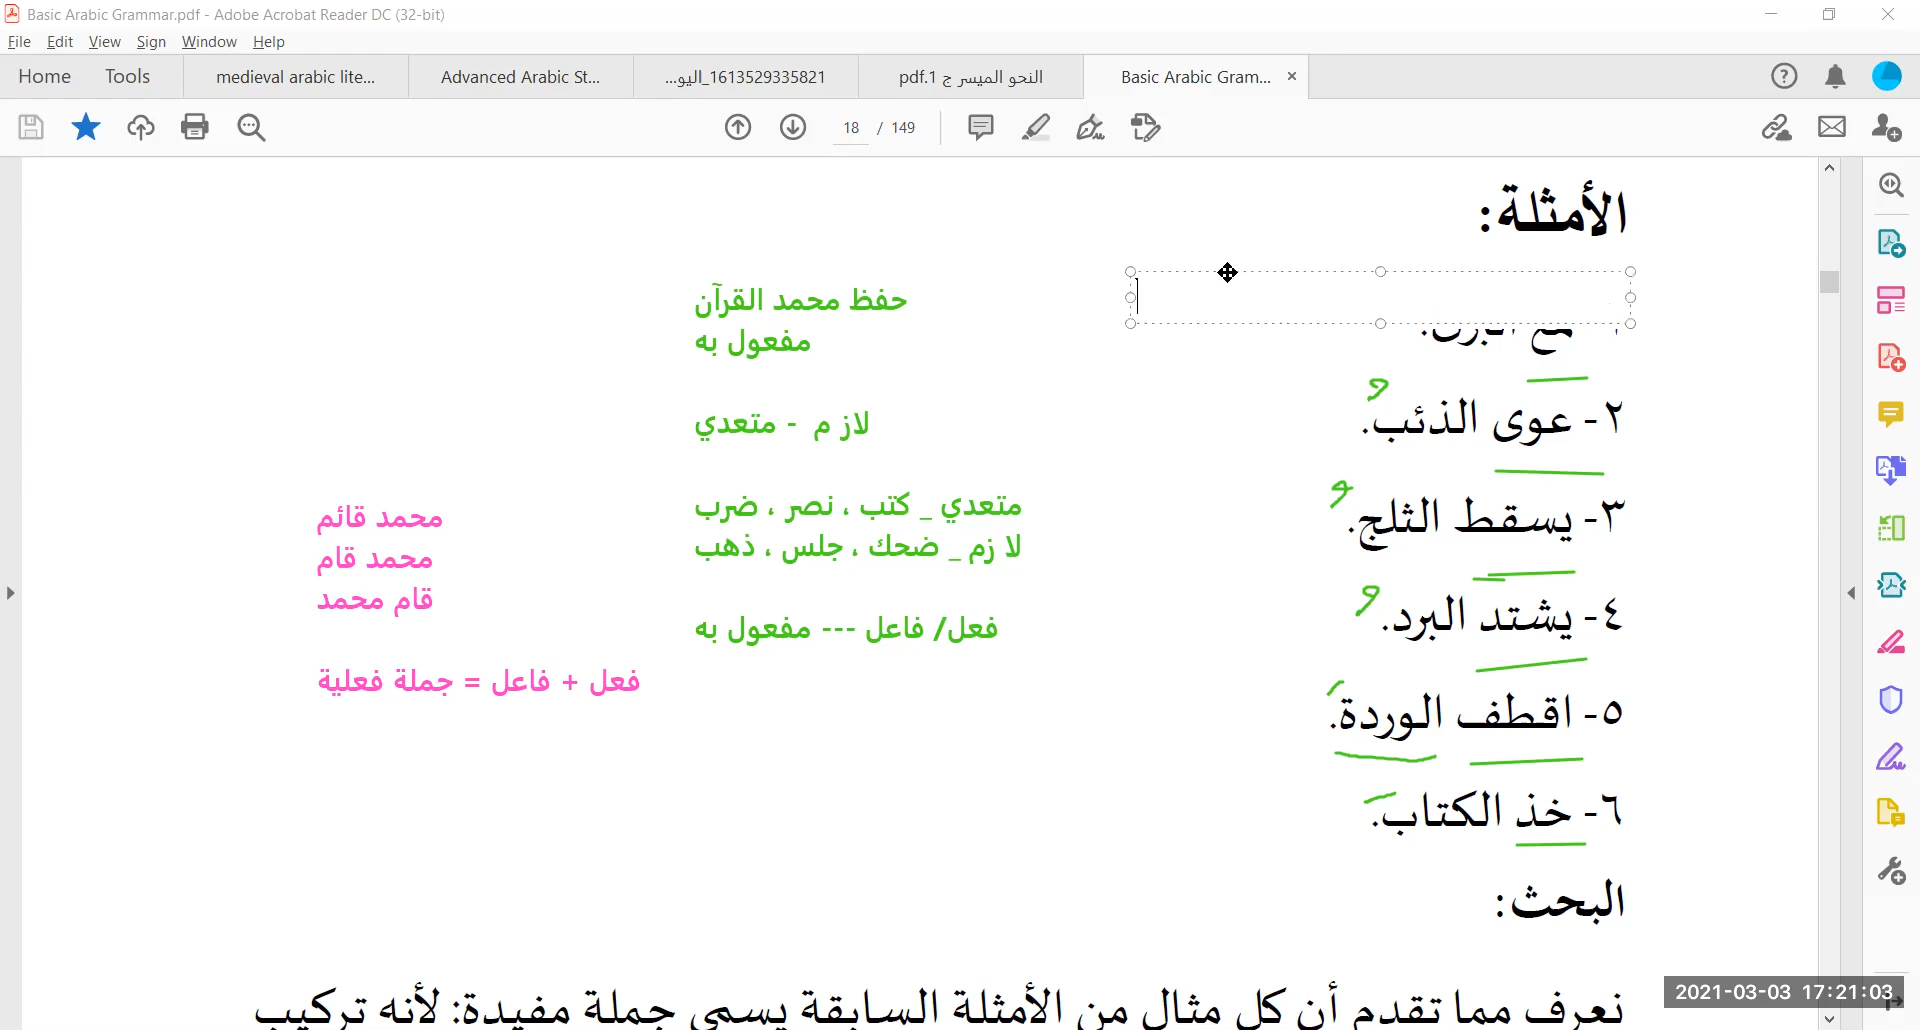 Basic Arabic Grammar.pdf - Adobe Acrobat Reader DC (32-bit)
File Edit View Sign Window Help
Home Tools medieval arabic lite... Advanced Arabic St... 1613529335821_اليو... النحو الميسر ج 1.pdf Basic Arabic Gram...
18 / 149
الأمثلة:
٢- عوى الذئب.
٣- يسقط الثلج.
٤- يشتد البرد.
٥- اقطف الوردة.
٦- خذ الكتاب.
البحث:
نعرف مما تقدم أن كل مثال من الأمثلة السابقة يسمى جملة مفيدة: لأنه تركيب
حفظ محمد القرآن
مفعول به
لاز م - متعدي
متعدي _ كتب ، نصر ، ضرب
لا زم _ ضحك ، جلس ، ذهب
فعل/ فاعل --- مفعول به
محمد قائم
محمد قام
قام محمد
فعل + فاعل = جملة فعلية
2021-03-03 17:21:03